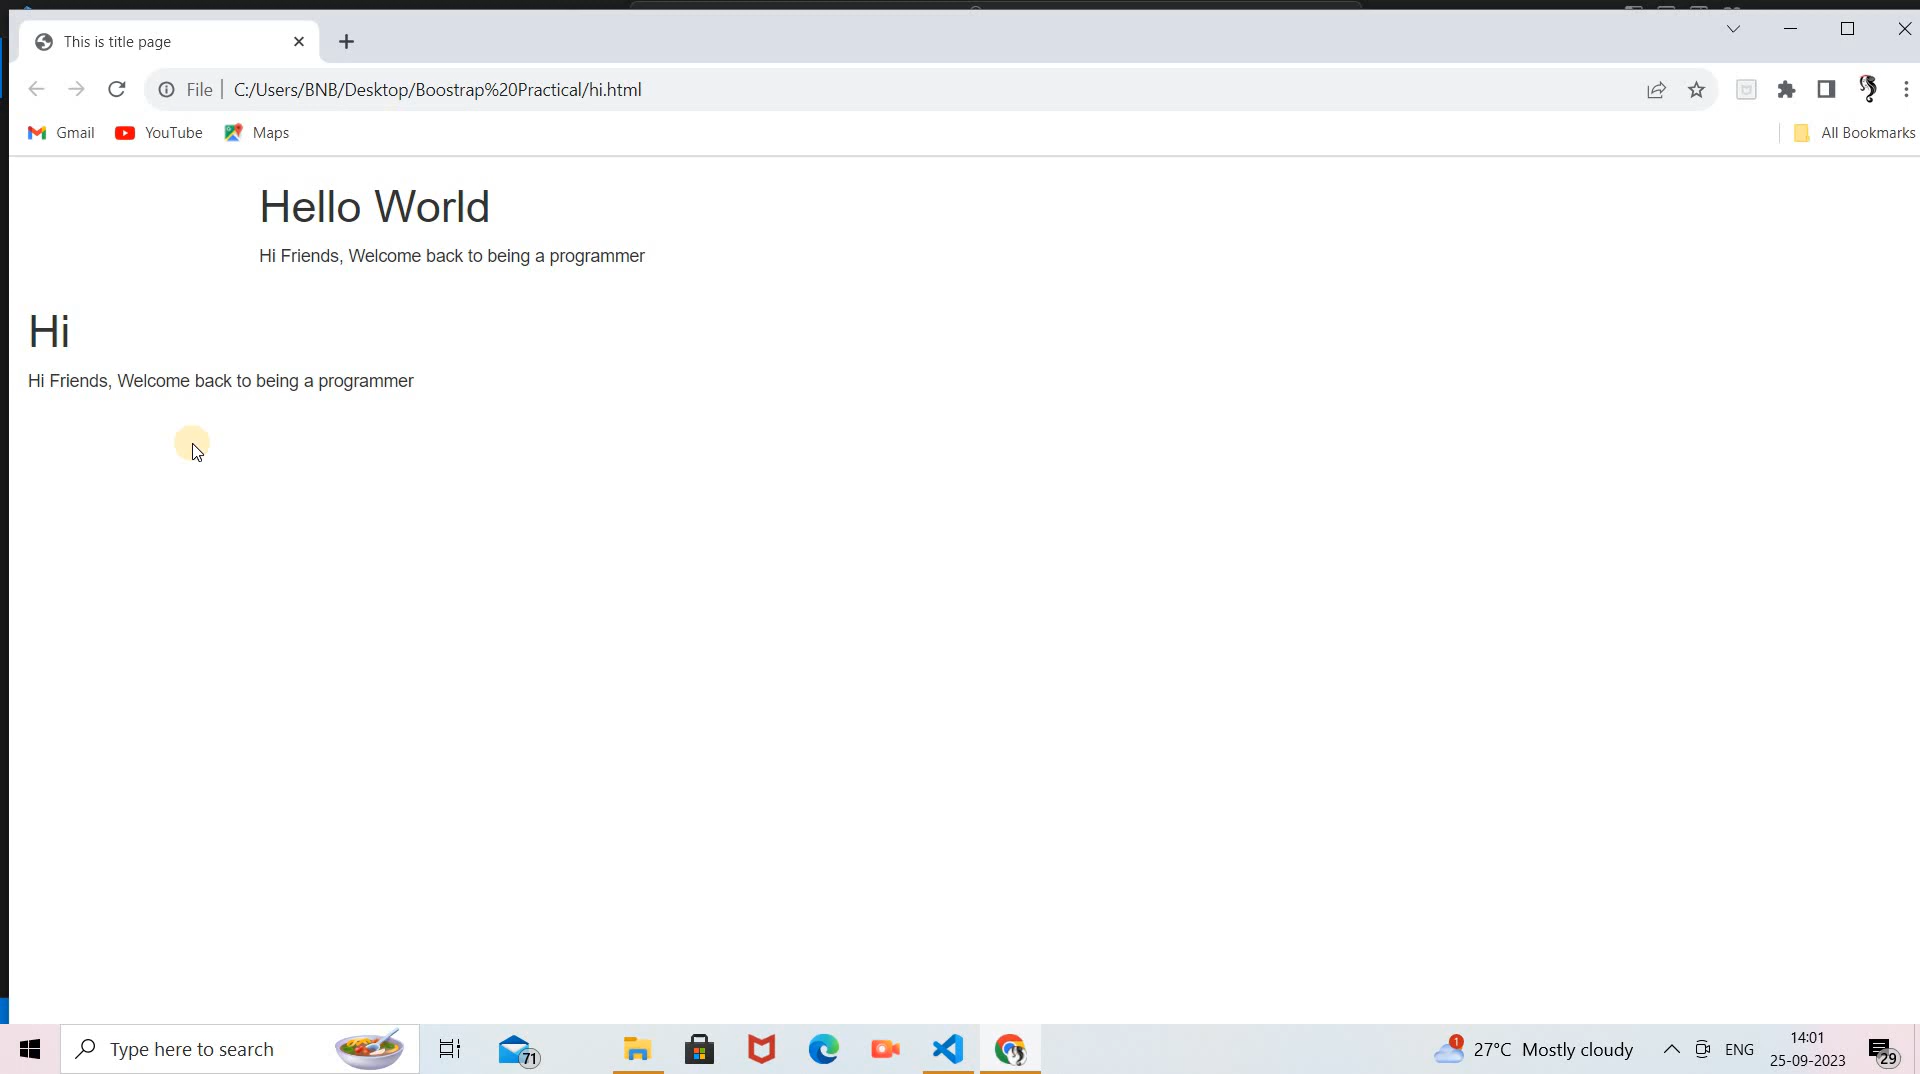 This is title page
File
C:/Users/BNB/Desktop/Boostrap%20Practical/hi.html
Gmail
YouTube
Maps
All Bookmarks
Hello World
Hi Friends, Welcome back to being a programmer
Hi
Hi Friends, Welcome back to being a programmer
Type here to search
71
1
27°C Mostly cloudy
ENG
14:01
25-09-2023
29